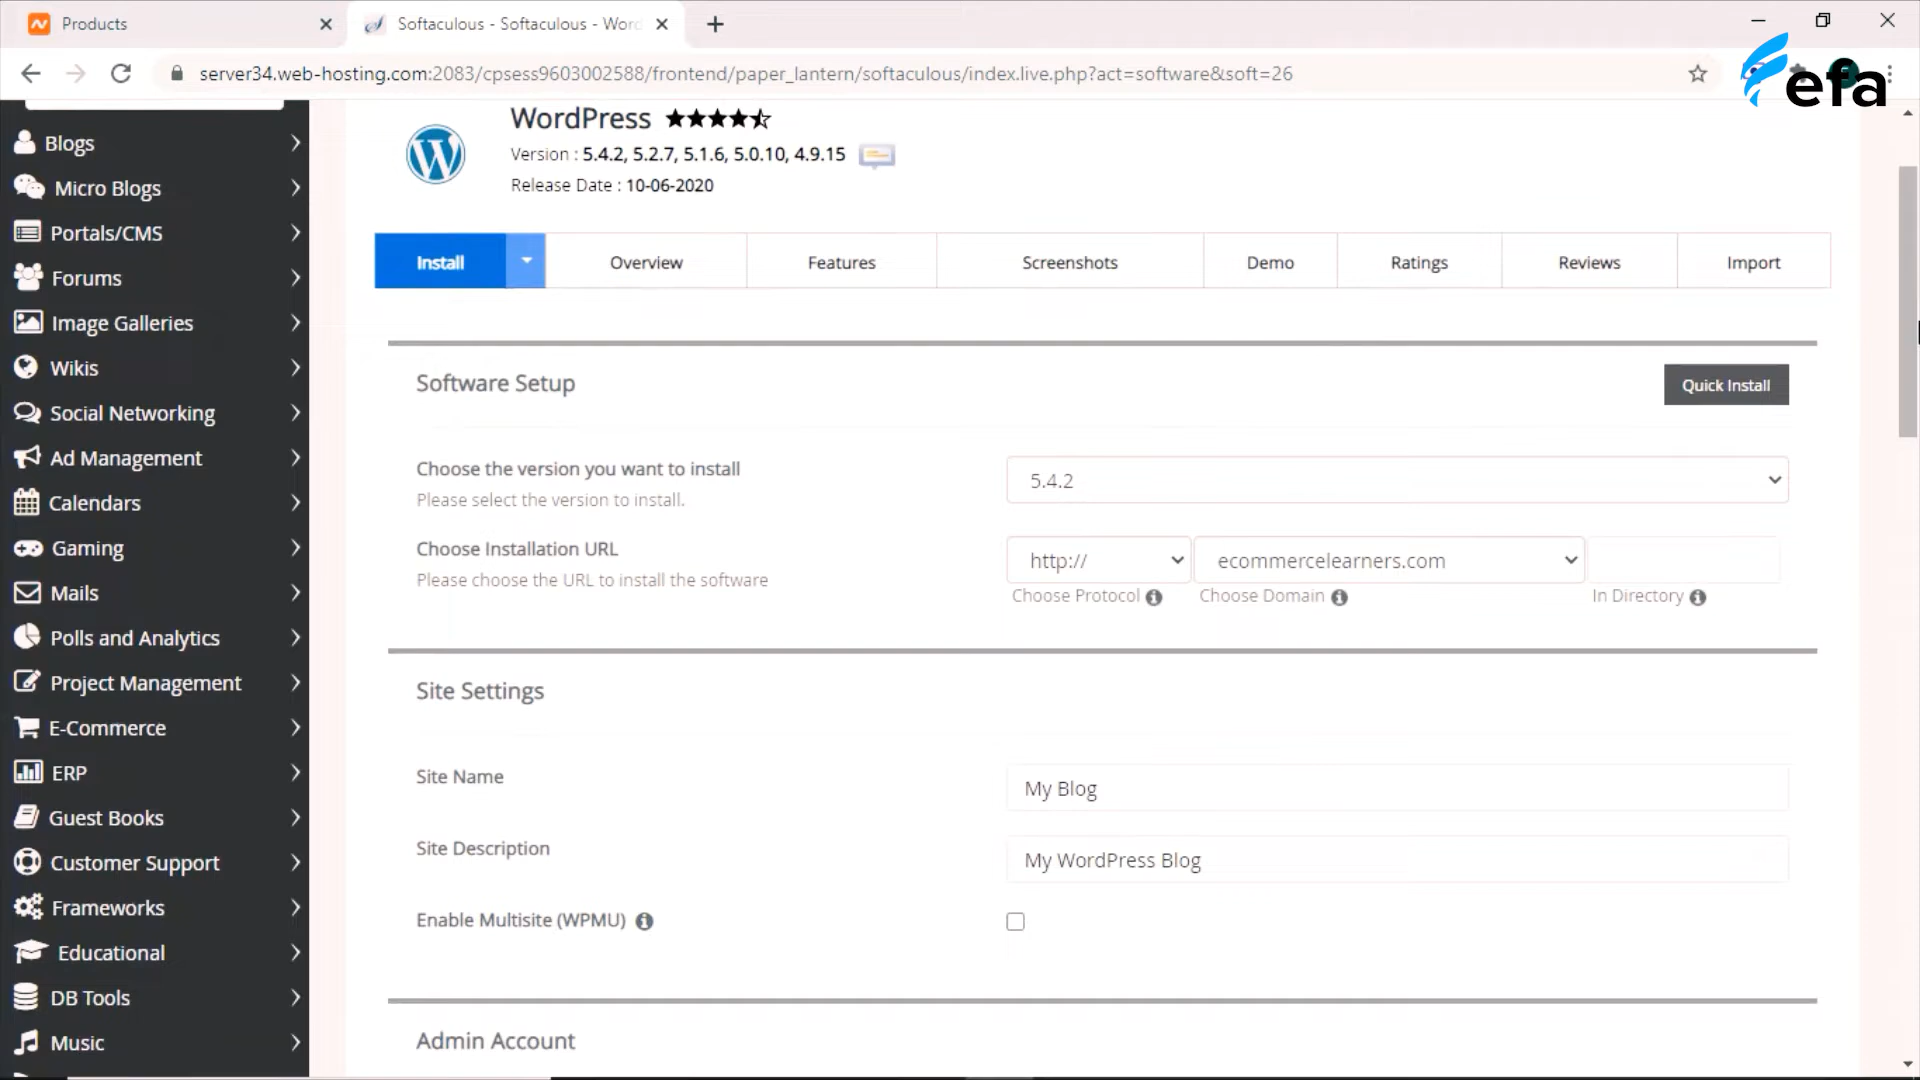 Products
Softaculous - Softaculous - Wor
server34.web-hosting.com:2083/cpsess9603002588/frontend/paper_lantern/softaculous/index.live.php?act=software&soft=26
efa
Blogs
Micro Blogs
Portals/CMS
Forums
Image Galleries
Wikis
Social Networking
Ad Management
Calendars
Gaming
Mails
Polls and Analytics
Project Management
E-Commerce
ERP
Guest Books
Customer Support
Frameworks
Educational
DB Tools
Music
WordPress
Version : 5.4.2, 5.2.7, 5.1.6, 5.0.10, 4.9.15
Release Date : 10-06-2020
Install Overview Features Screenshots Demo Ratings Reviews Import
Software Setup
Quick Install
Choose the version you want to install
Please select the version to install.
5.4.2
Choose Installation URL
Please choose the URL to install the software
http:// ecommercelearners.com
Choose Protocol Choose Domain In Directory
Site Settings
Site Name
My Blog
Site Description
My WordPress Blog
Enable Multisite (WPMU)
Admin Account